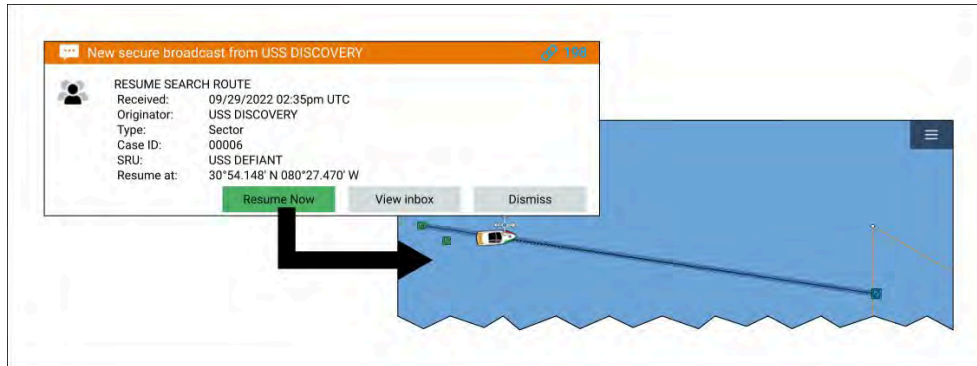 New secure broadcast from USS DISCOVERY 196
RESUME SEARCH ROUTE
Received: 09/29/2022 02:35pm UTC
Originator: USS DISCOVERY
Type: Sector
Case ID: 00006
SRU: USS DEFIANT
Resume at: 30°54.148' N 080°27.470' W
Resume Now View inbox Dismiss